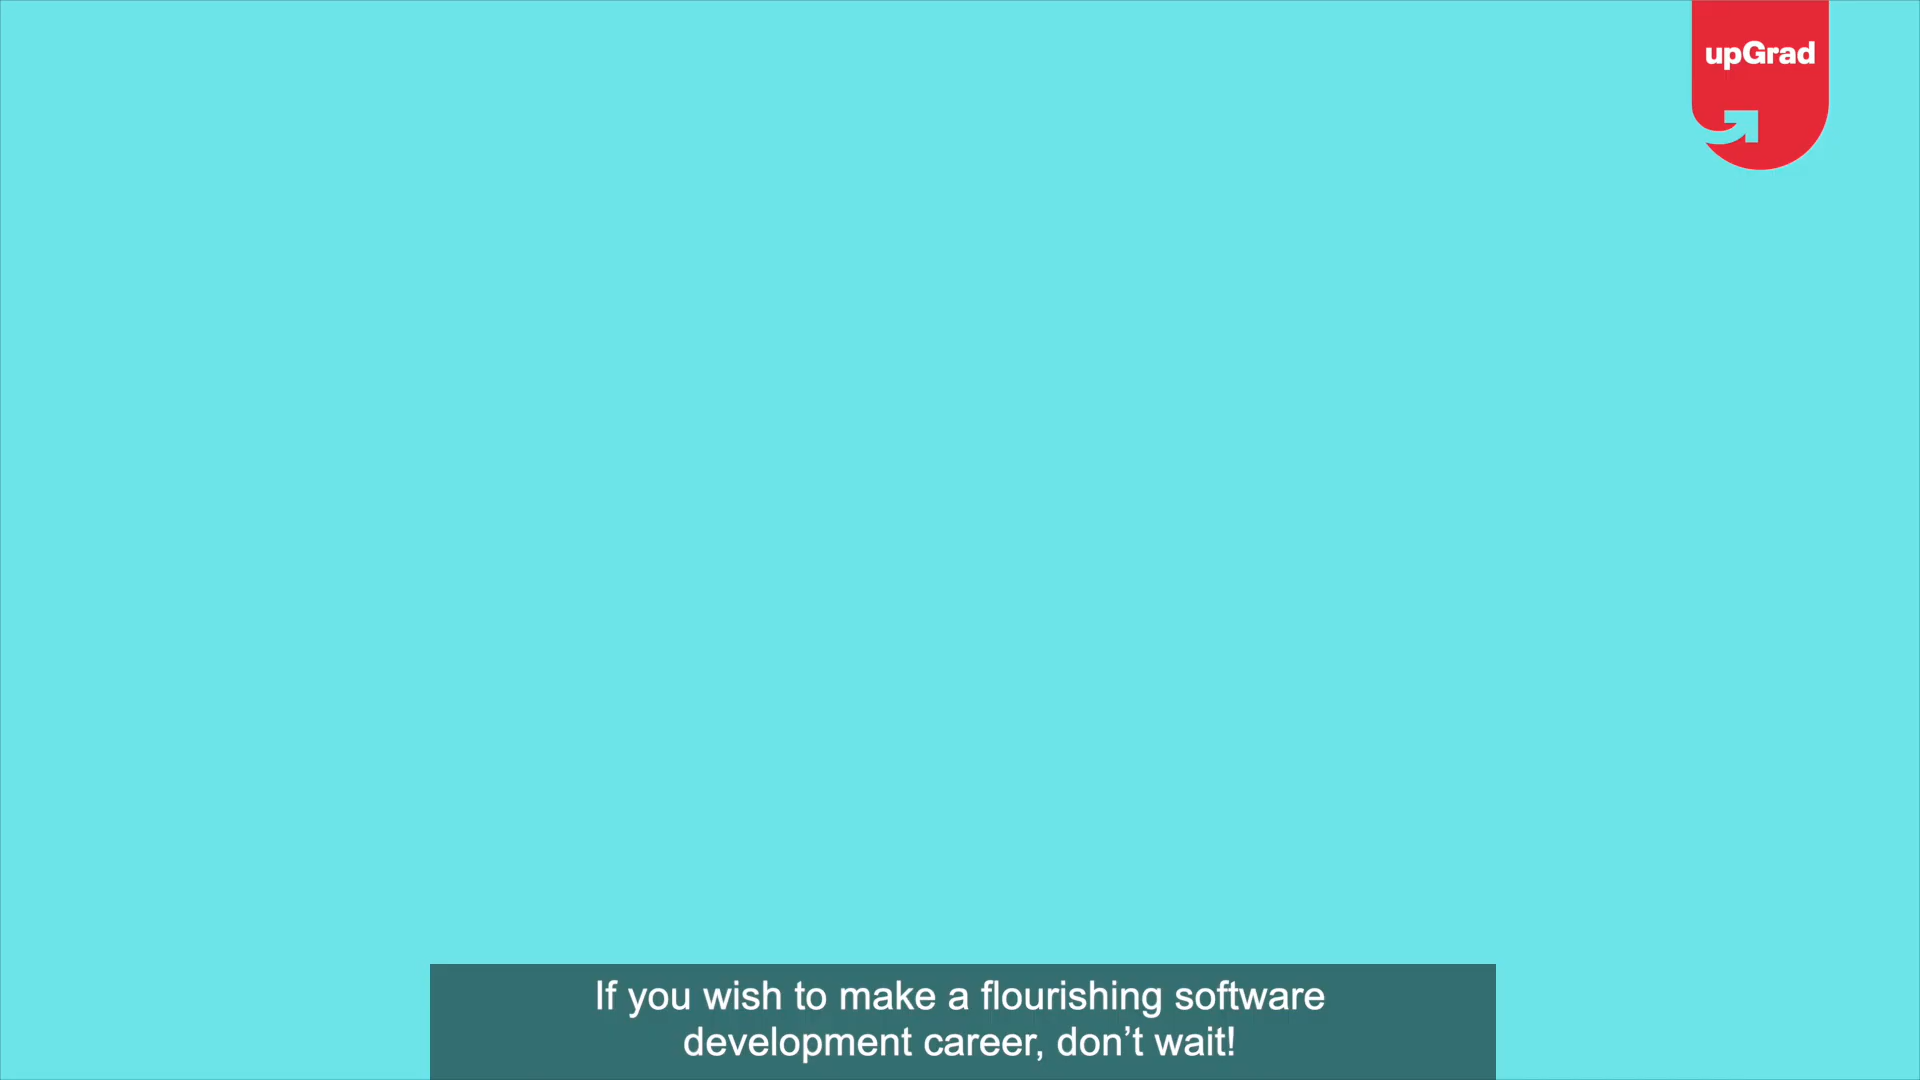 upGrad
If you wish to make a flourishing software
development career, don’t wait!